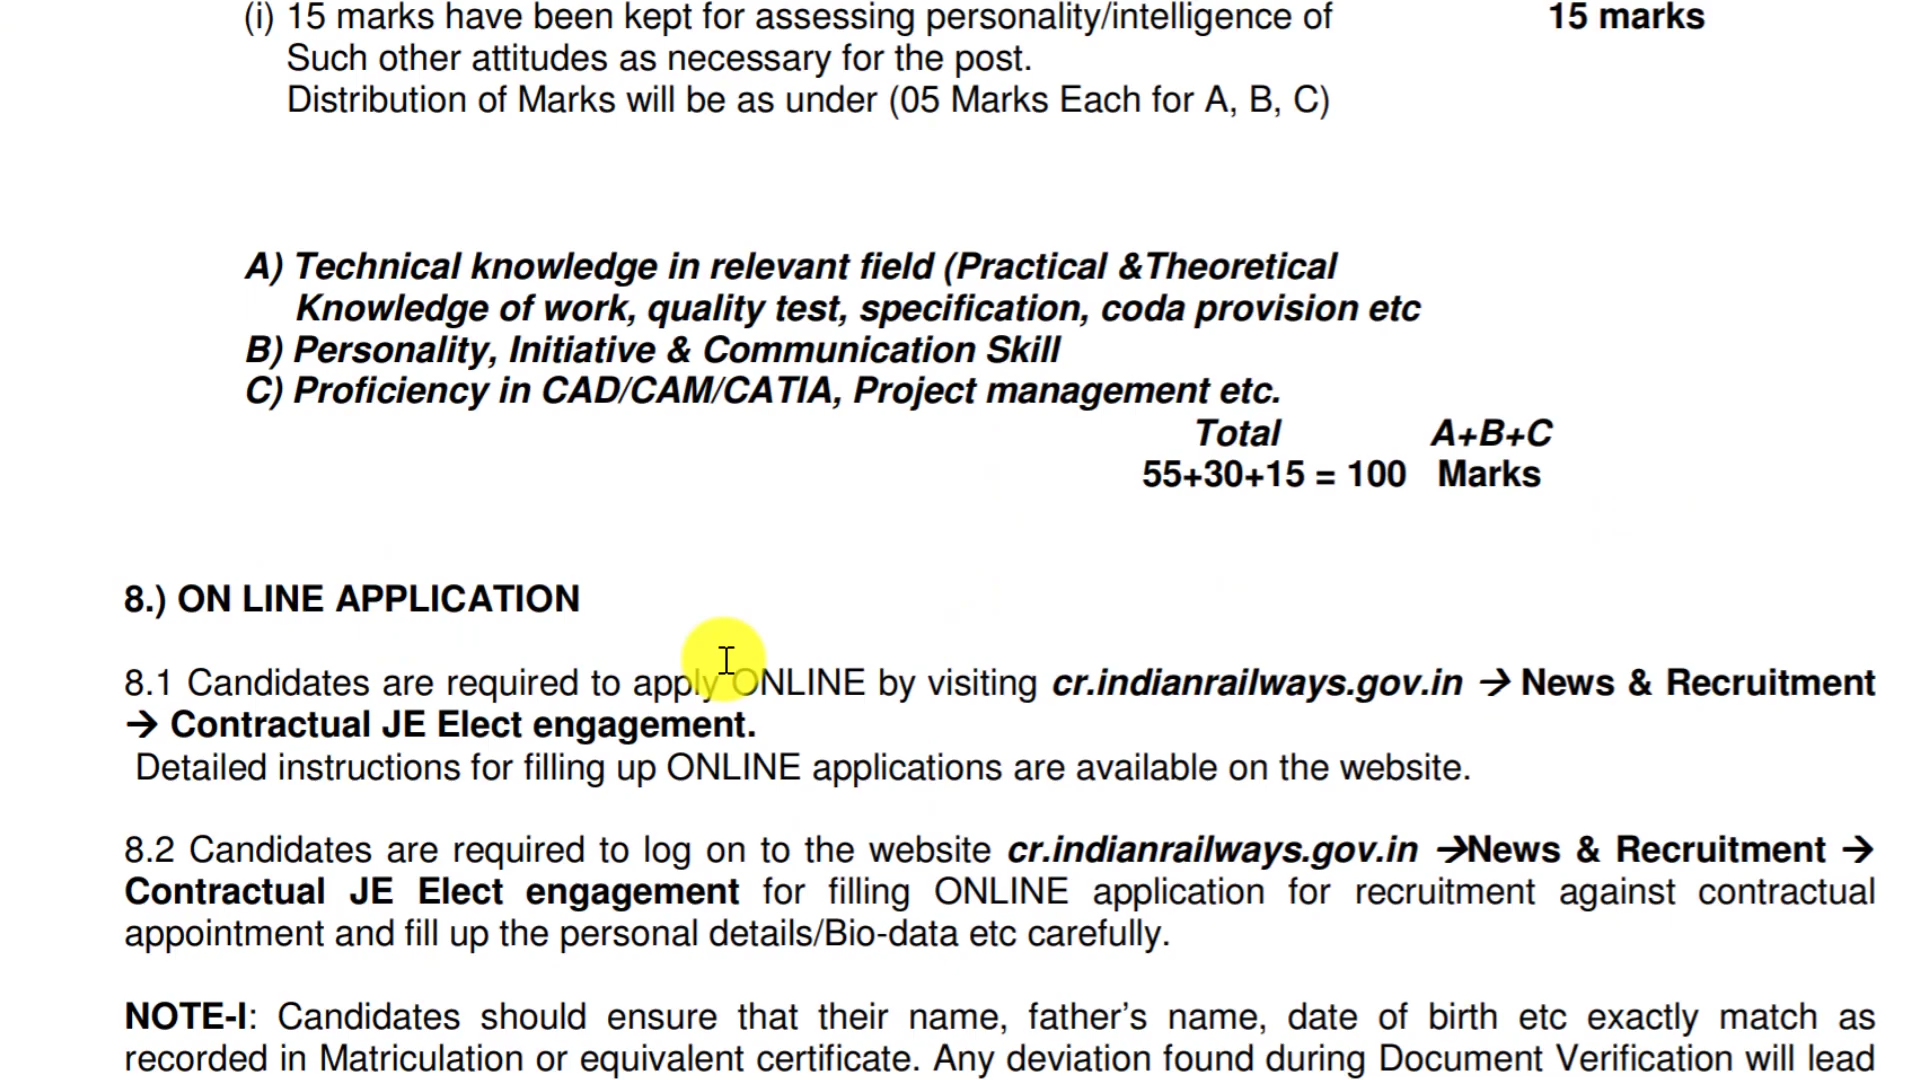 (i) 15 marks have been kept for assessing personality/intelligence of 15 marks
Such other attitudes as necessary for the post.
Distribution of Marks will be as under (05 Marks Each for A, B, C)
A) Technical knowledge in relevant field (Practical &Theoretical
Knowledge of work, quality test, specification, coda provision etc
B) Personality, Initiative & Communication Skill
C) Proficiency in CAD/CAM/CATIA, Project management etc.
Total A+B+C
55+30+15 = 100 Marks
8.) ON LINE APPLICATION
8.1 Candidates are required to apply ONLINE by visiting cr.indianrailways.gov.in → News & Recruitment
→ Contractual JE Elect engagement.
Detailed instructions for filling up ONLINE applications are available on the website.
8.2 Candidates are required to log on to the website cr.indianrailways.gov.in →News & Recruitment →
Contractual JE Elect engagement for filling ONLINE application for recruitment against contractual
appointment and fill up the personal details/Bio-data etc carefully.
NOTE-I: Candidates should ensure that their name, father’s name, date of birth etc exactly match as
recorded in Matriculation or equivalent certificate. Any deviation found during Document Verification will lead